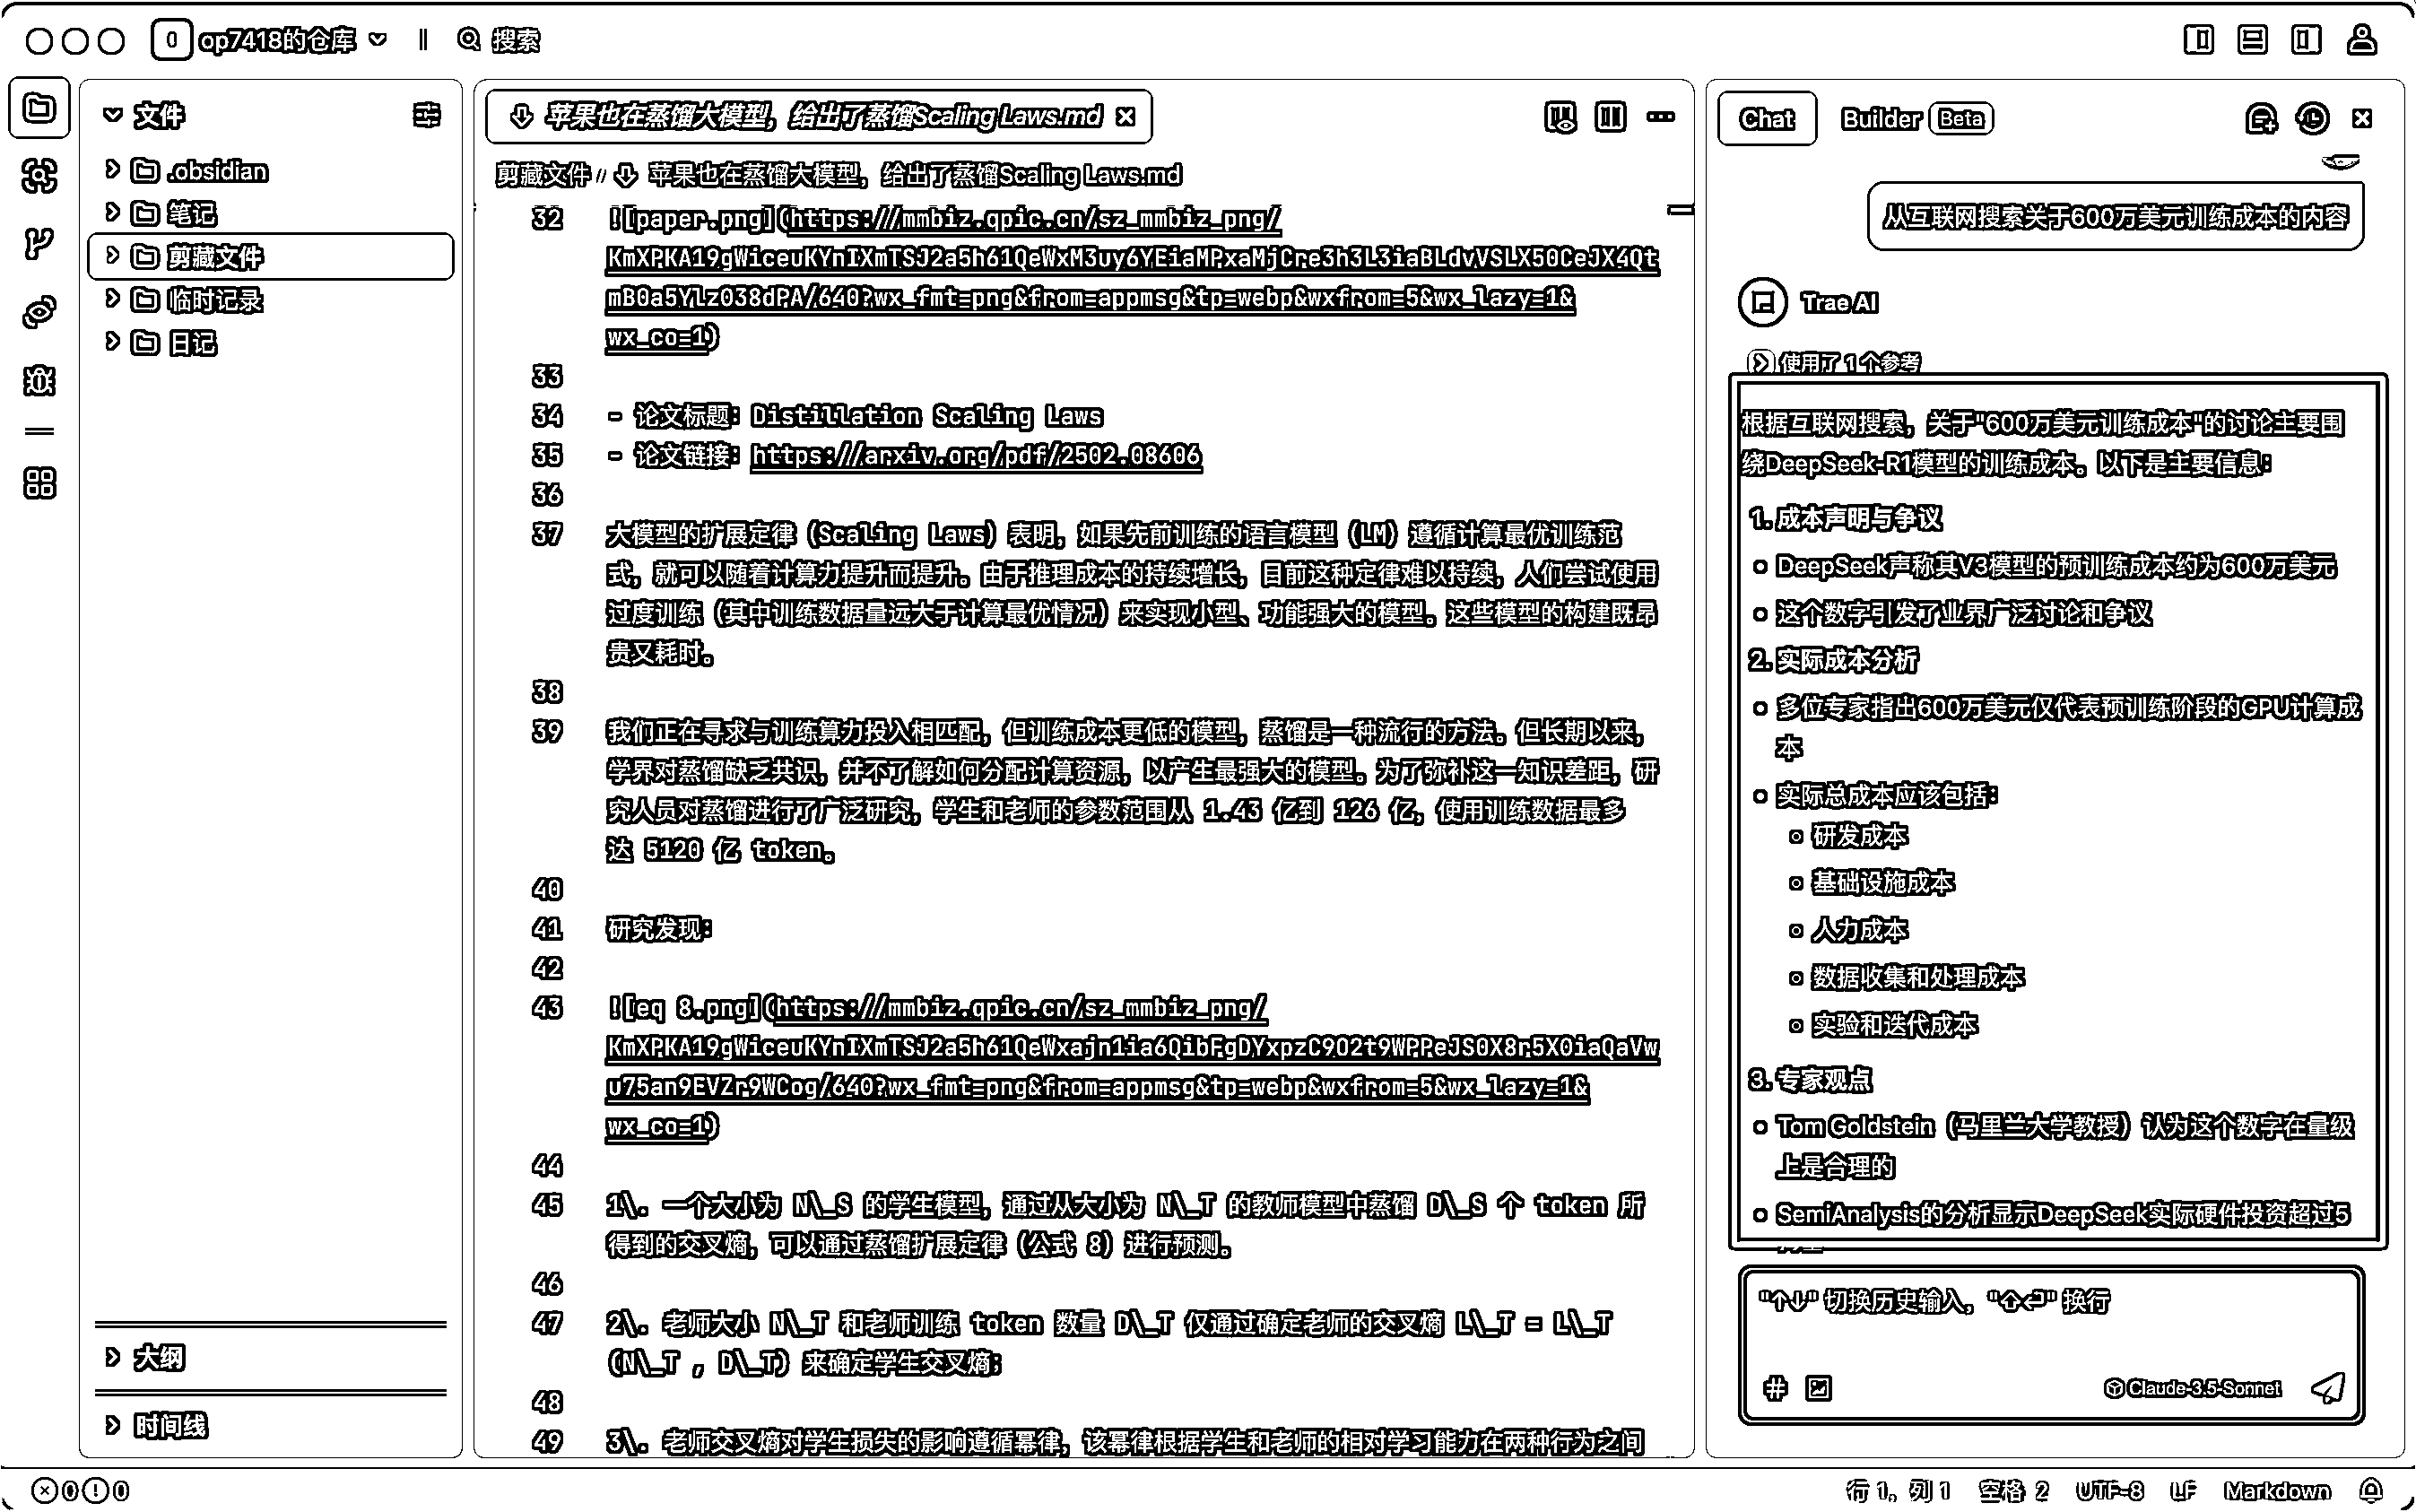 op7418的仓库
搜索
文件
.obsidian
笔记
剪藏文件
临时记录
日记
大纲
时间线
苹果也在蒸馏大模型，给出了蒸馏Scaling Laws.md
剪藏文件 苹果也在蒸馏大模型，给出了蒸馏Scaling Laws.md
32 ![paper.png](https://mmbiz.qpic.cn/sz_mmbiz_png/
KmXPKA19gWiceuKYnIXmTSJ2a5h61QeWxM3uy6YEiaMPxaMjCre3h3L3iaBLdvVSLX50CeJX4Qt
mB0a5YLz038dPA/640?wx_fmt=png&from=appmsg&tp=webp&wxfrom=5&wx_lazy=1&
wx_co=1)
33
34 - 论文标题：Distillation Scaling Laws
35 - 论文链接：https://arxiv.org/pdf/2502.08606
36
37 大模型的扩展定律（Scaling Laws）表明，如果先前训练的语言模型（LM）遵循计算最优训练范
式，就可以随着计算力提升而提升。由于推理成本的持续增长，目前这种定律难以持续，人们尝试使用
过度训练（其中训练数据量远大于计算最优情况）来实现小型、功能强大的模型。这些模型的构建既昂
贵又耗时。
38
39 我们正在寻求与训练算力投入相匹配，但训练成本更低的模型，蒸馏是一种流行的方法。但长期以来，
学界对蒸馏缺乏共识，并不了解如何分配计算资源，以产生最强大的模型。为了弥补这一知识差距，研
究人员对蒸馏进行了广泛研究，学生和老师的参数范围从 1.43 亿到 126 亿，使用训练数据最多
达 5120 亿 token。
40
41 研究发现：
42
43 ![eq 8.png](https://mmbiz.qpic.cn/sz_mmbiz_png/
KmXPKA19gWiceuKYnIXmTSJ2a5h61QeWxajn1ia6QibFgDYxpzC9O2t9WPPeJS0X8r5X0iaQaVw
u75an9EVZr9WCog/640?wx_fmt=png&from=appmsg&tp=webp&wxfrom=5&wx_lazy=1&
wx_co=1)
44
45 1\. 一个大小为 N\_S 的学生模型，通过从大小为 N\_T 的教师模型中蒸馏 D\_S 个 token 所
得到的交叉熵，可以通过蒸馏扩展定律（公式 8）进行预测。
46
47 2\. 老师大小 N\_T 和老师训练 token 数量 D\_T 仅通过确定老师的交叉熵 L\_T = L\_T
(N\_T , D\_T) 来确定学生交叉熵；
48
49 3\. 老师交叉熵对学生损失的影响遵循幂律，该幂律根据学生和老师的相对学习能力在两种行为之间
Chat Builder Beta
从互联网搜索关于600万美元训练成本的内容
Trae AI
使用了 1 个参考
根据互联网搜索，关于"600万美元训练成本"的讨论主要围
绕DeepSeek-R1模型的训练成本。以下是主要信息：
1. 成本声明与争议
DeepSeek声称其V3模型的预训练成本约为600万美元
这个数字引发了业界广泛讨论和争议
2. 实际成本分析
多位专家指出600万美元仅代表预训练阶段的GPU计算成
本
实际总成本应该包括：
研发成本
基础设施成本
人力成本
数据收集和处理成本
实验和迭代成本
3. 专家观点
Tom Goldstein（马里兰大学教授）认为这个数字在量级
上是合理的
SemiAnalysis的分析显示DeepSeek实际硬件投资超过5
"↑↓" 切换历史输入，"⇧⏎" 换行
Claude-3.5-Sonnet
0 0
行 1，列 1 空格 2 UTF-8 LF Markdown